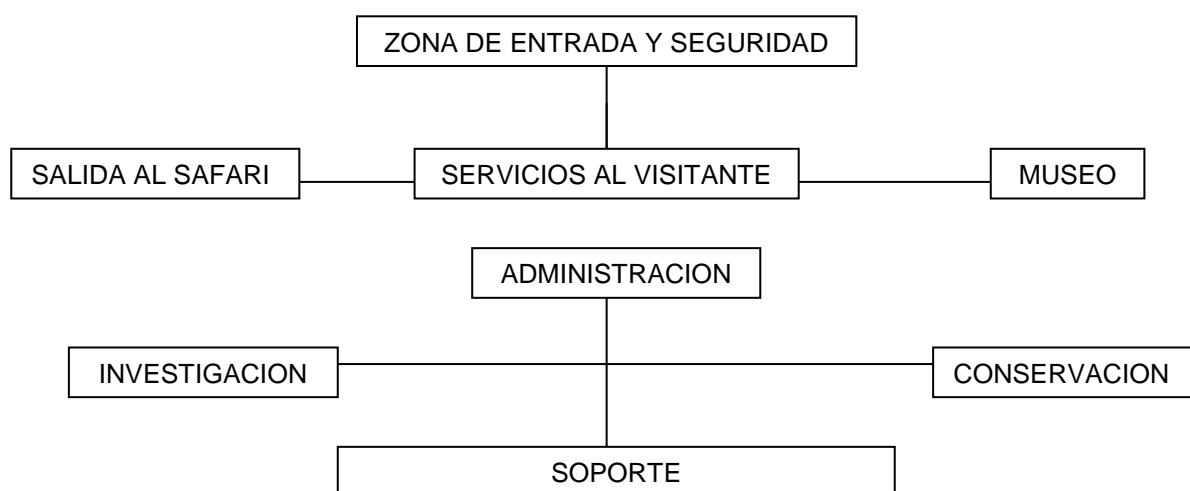 ZONA DE ENTRADA Y SEGURIDAD
SALIDA AL SAFARI
SERVICIOS AL VISITANTE
MUSEO
ADMINISTRACION
INVESTIGACION
CONSERVACION
SOPORTE